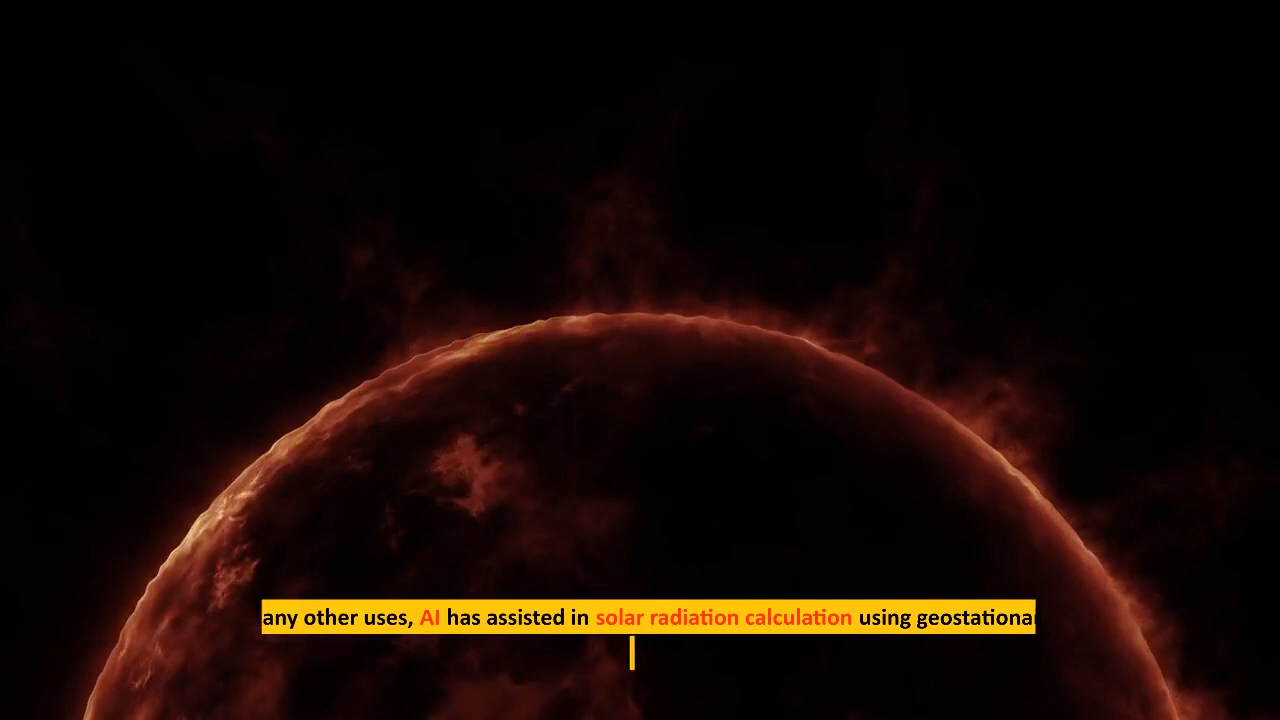 any other uses, AI has assisted in solar radiation calculation using geostationa